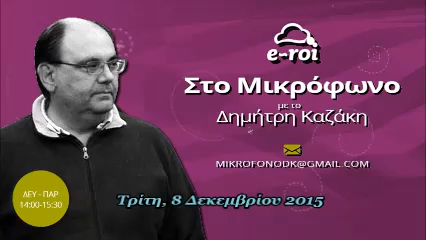 e-roi
Στο Μικρόφωνο
με το
Δημήτρη Καζάκη
MIKROFONODK@GMAIL.COM
ΔΕΥ - ΠΑΡ
14:00-15:30
Τρίτη, 8 Δεκεμβρίου 2015